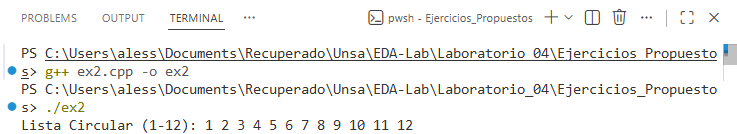 PROBLEMS OUTPUT TERMINAL ... pwsh - Ejercicios_Propuestos
PS C:\Users\aless\Documents\Recuperado\Unsa\EDA-Lab\Laboratorio_04\Ejercicios_Propuesto
s> g++ ex2.cpp -o ex2
PS C:\Users\aless\Documents\Recuperado\Unsa\EDA-Lab\Laboratorio_04\Ejercicios_Propuesto
s> ./ex2
Lista Circular (1-12): 1 2 3 4 5 6 7 8 9 10 11 12